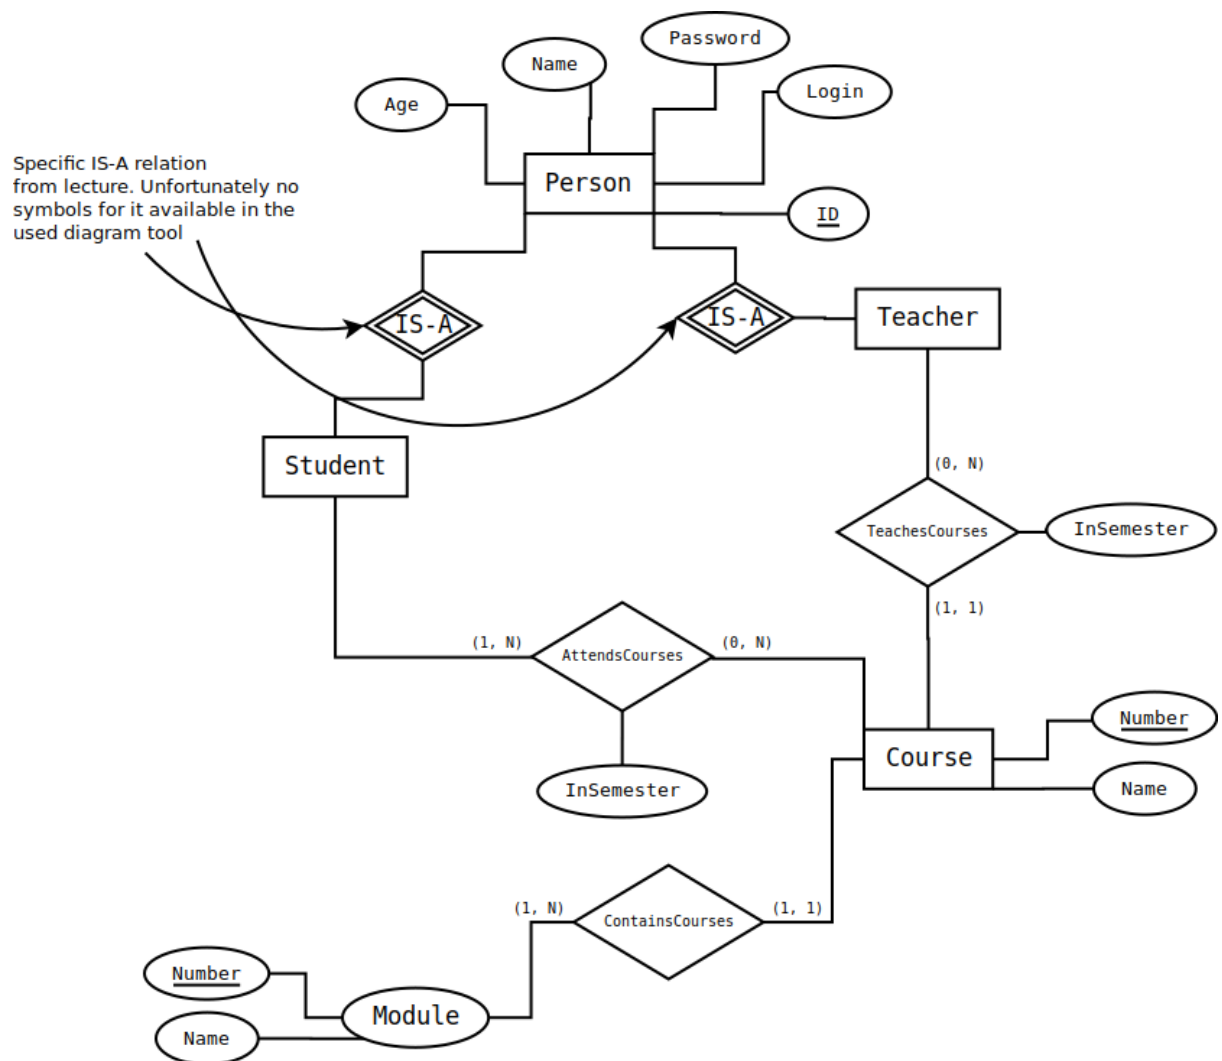 Password
Name
Login
Age
Specific IS-A relation
from lecture. Unfortunately no
symbols for it available in the
used diagram tool
Person
ID
IS-A
IS-A
Teacher
Student
(0, N)
TeachesCourses
InSemester
(1, 1)
(1, N)
AttendsCourses
(0, N)
InSemester
Number
Course
Name
(1, N)
ContainsCourses
(1, 1)
Number
Module
Name